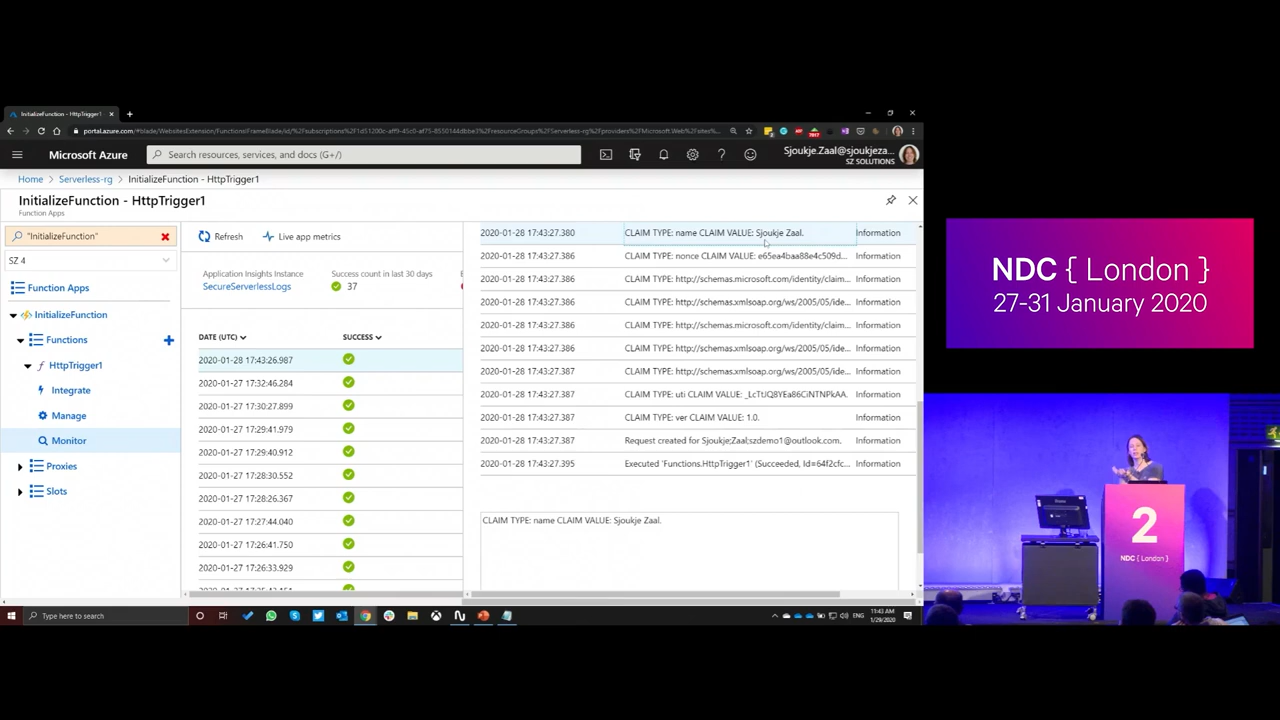 InitializeFunction - HttpTrigger1
portal.azure.com/#blade/WebsitesExtension/FunctionsIFrameBlade/id/
Microsoft Azure
Search resources, services, and docs (G+/)
Sjoukje.Zaal@sjoukjeza...
SZ SOLUTIONS
Home > Serverless-rg > InitializeFunction - HttpTrigger1
InitializeFunction - HttpTrigger1
Function Apps
"InitializeFunction"
SZ 4
Function Apps
InitializeFunction
Functions
HttpTrigger1
Integrate
Manage
Monitor
Proxies
Slots
Refresh
Live app metrics
Application Insights Instance
SecureServerlessLogs
Success count in last 30 days
37
DATE (UTC)
SUCCESS
2020-01-28 17:43:26.987
2020-01-27 17:32:46.284
2020-01-27 17:30:27.899
2020-01-27 17:29:41.979
2020-01-27 17:29:40.912
2020-01-27 17:28:30.552
2020-01-27 17:28:26.367
2020-01-27 17:27:44.040
2020-01-27 17:26:41.750
2020-01-27 17:26:33.929
2020-01-28 17:43:27.380 CLAIM TYPE: name CLAIM VALUE: Sjoukje Zaal. Information
2020-01-28 17:43:27.386 CLAIM TYPE: nonce CLAIM VALUE: e65ea4baa88e4c509d... Information
2020-01-28 17:43:27.386 CLAIM TYPE: http://schemas.microsoft.com/identity/claim... Information
2020-01-28 17:43:27.386 CLAIM TYPE: http://schemas.xmlsoap.org/ws/2005/05/ide... Information
2020-01-28 17:43:27.386 CLAIM TYPE: http://schemas.microsoft.com/identity/claim... Information
2020-01-28 17:43:27.386 CLAIM TYPE: http://schemas.xmlsoap.org/ws/2005/05/ide... Information
2020-01-28 17:43:27.387 CLAIM TYPE: http://schemas.xmlsoap.org/ws/2005/05/ide... Information
2020-01-28 17:43:27.387 CLAIM TYPE: uti CLAIM VALUE: Information
2020-01-28 17:43:27.387 CLAIM TYPE: ver CLAIM VALUE: 1.0. Information
2020-01-28 17:43:27.387 Request created for Sjoukje;Zaal;szdemo1@outlook.com. Information
2020-01-28 17:43:27.395 Executed 'Functions.HttpTrigger1' (Succeeded, Id=64f2cfc... Information
CLAIM TYPE: name CLAIM VALUE: Sjoukje Zaal.
Type here to search
ENG
11:43 AM
1/29/2020
NDC { London }
27-31 January 2020
2
NDC { London }